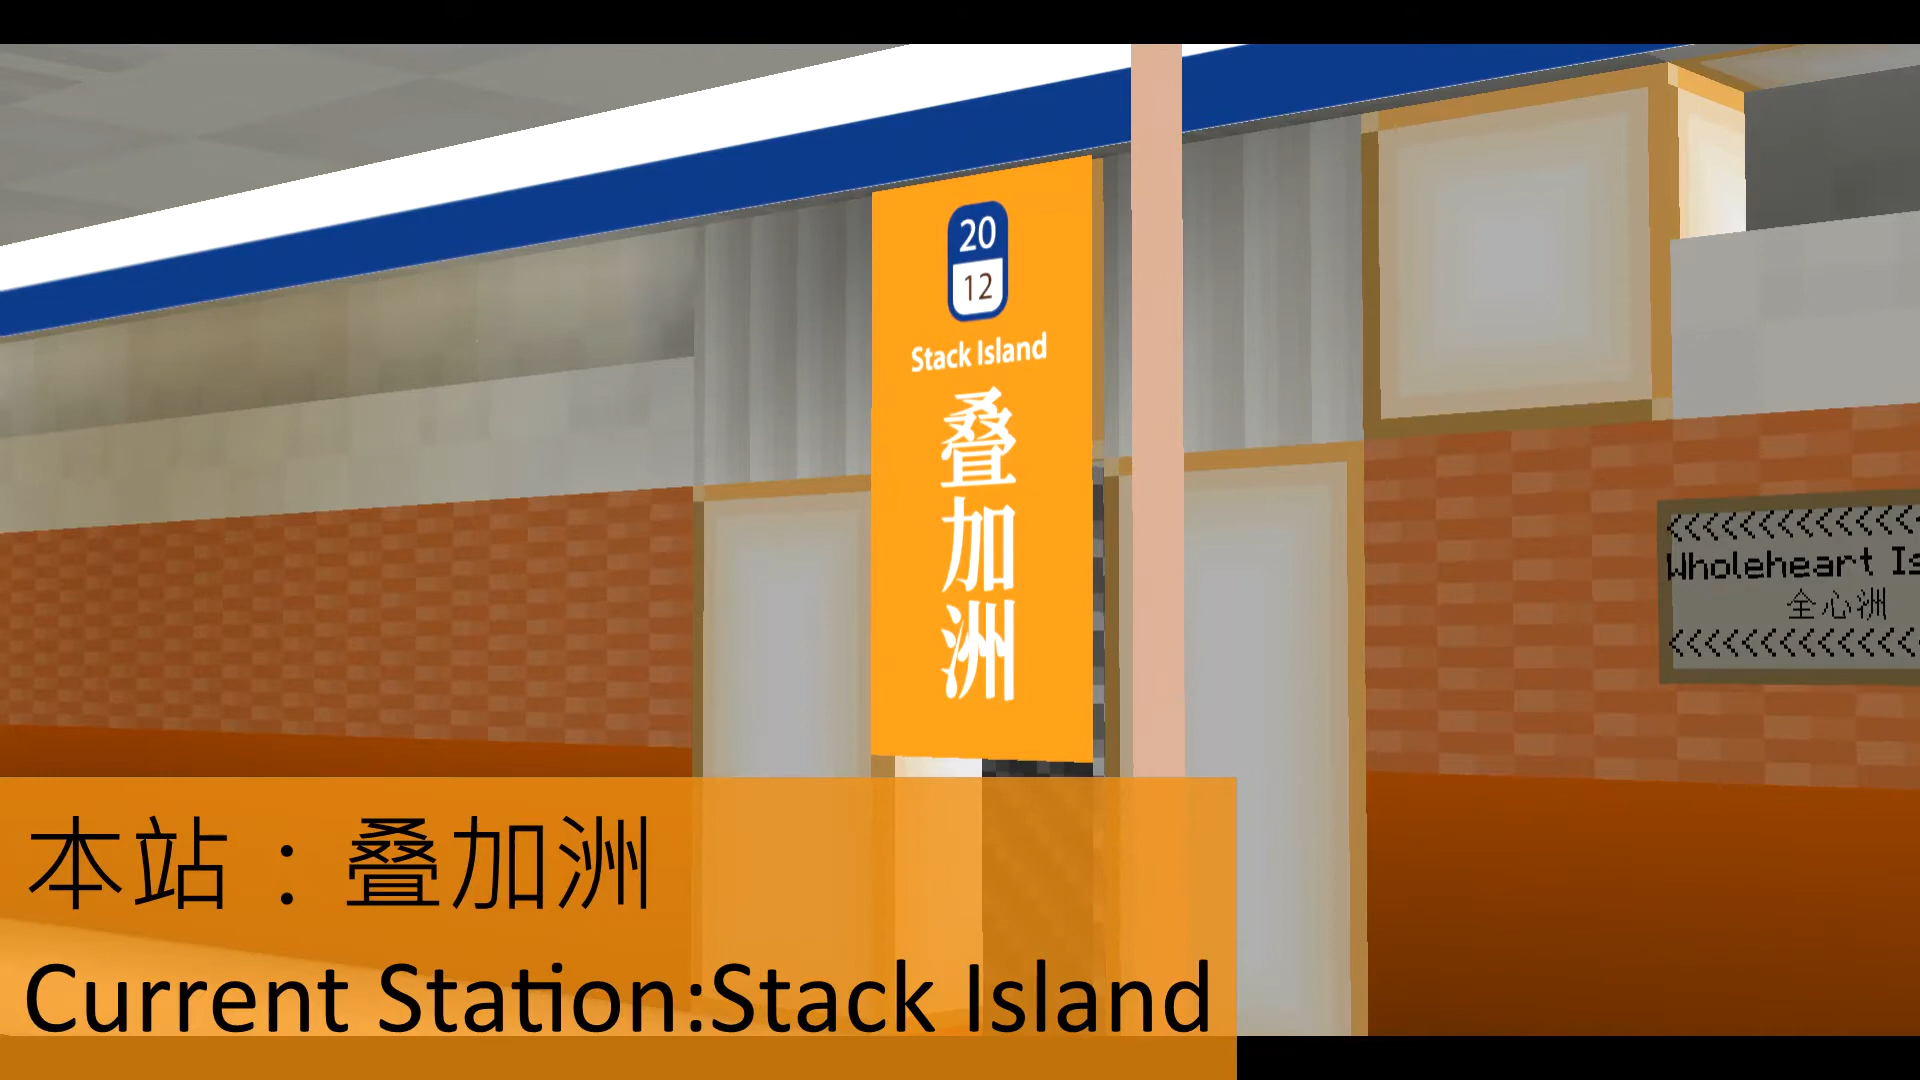 20
12
Stack Island
叠加洲
<<<<<<<<<<<<<<
Wholeheart
全心洲
<<<<<<<<<<<<<<
本站：叠加洲
Current Station:Stack Island